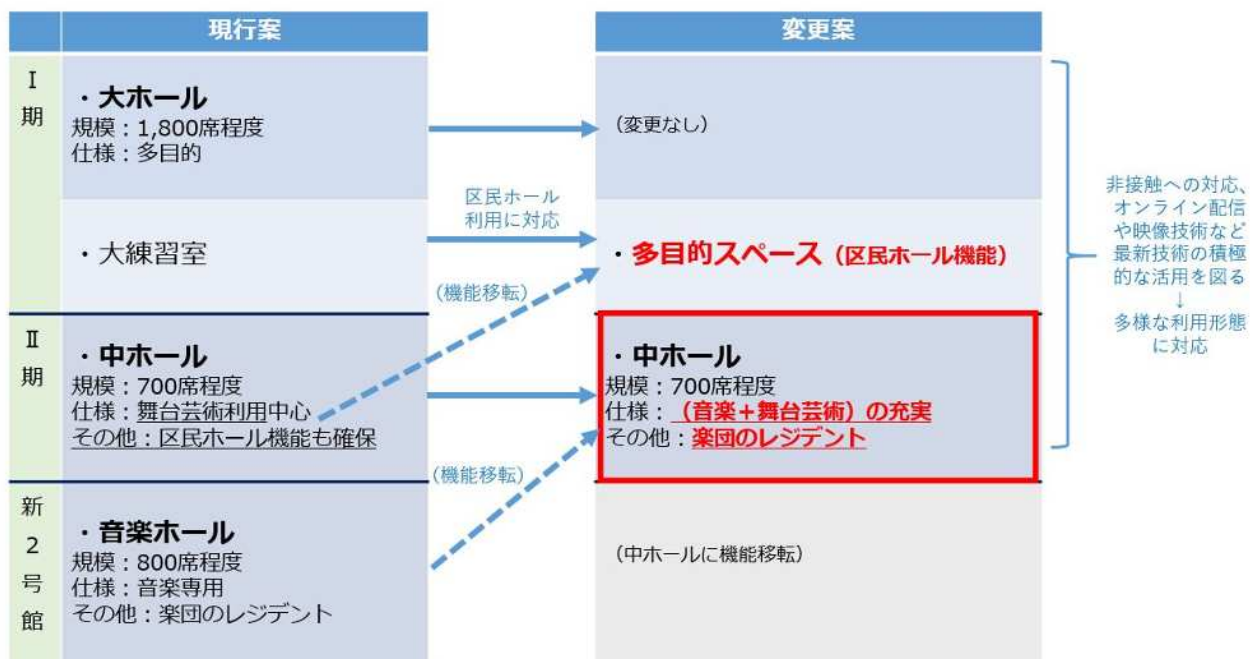 現行案
変更案
I
期
・大ホール
規模：1,800席程度
仕様：多目的
（変更なし）
区民ホール
利用に対応
・大練習室
・多目的スペース（区民ホール機能）
（機能移転）
II
期
・中ホール
規模：700席程度
仕様：舞台芸術利用中心
その他：区民ホール機能も確保
・中ホール
規模：700席程度
仕様：（音楽＋舞台芸術）の充実
その他：楽団のレジデント
（機能移転）
新
2
号
館
・音楽ホール
規模：800席程度
仕様：音楽専用
その他：楽団のレジデント
（中ホールに機能移転）
非接触への対応、
オンライン配信
や映像技術など
最新技術の積極
的な活用を図る
↓
多様な利用形態
に対応